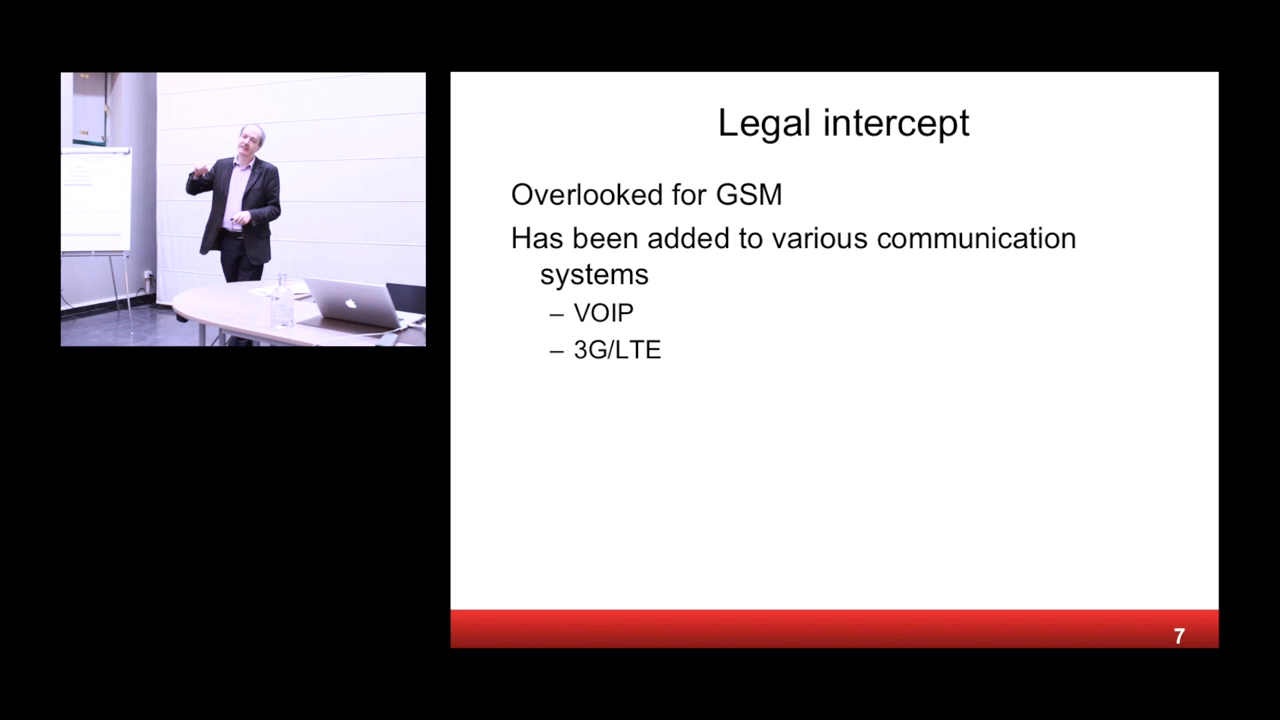 Legal intercept
Overlooked for GSM
Has been added to various communication
systems
– VOIP
– 3G/LTE
7